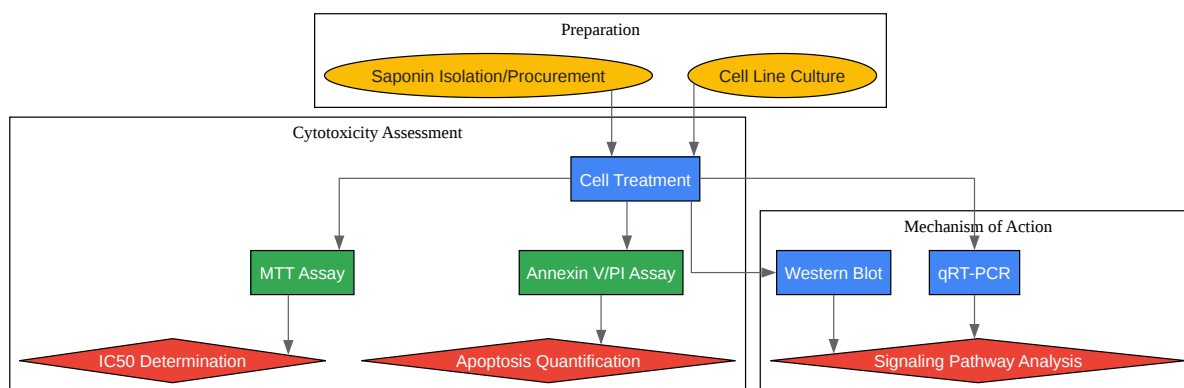 Preparation
Saponin Isolation/Procurement
Cell Line Culture
Cytotoxicity Assessment
Cell Treatment
Mechanism of Action
MTT Assay
Annexin V/PI Assay
Western Blot
qRT-PCR
IC50 Determination
Apoptosis Quantification
Signaling Pathway Analysis